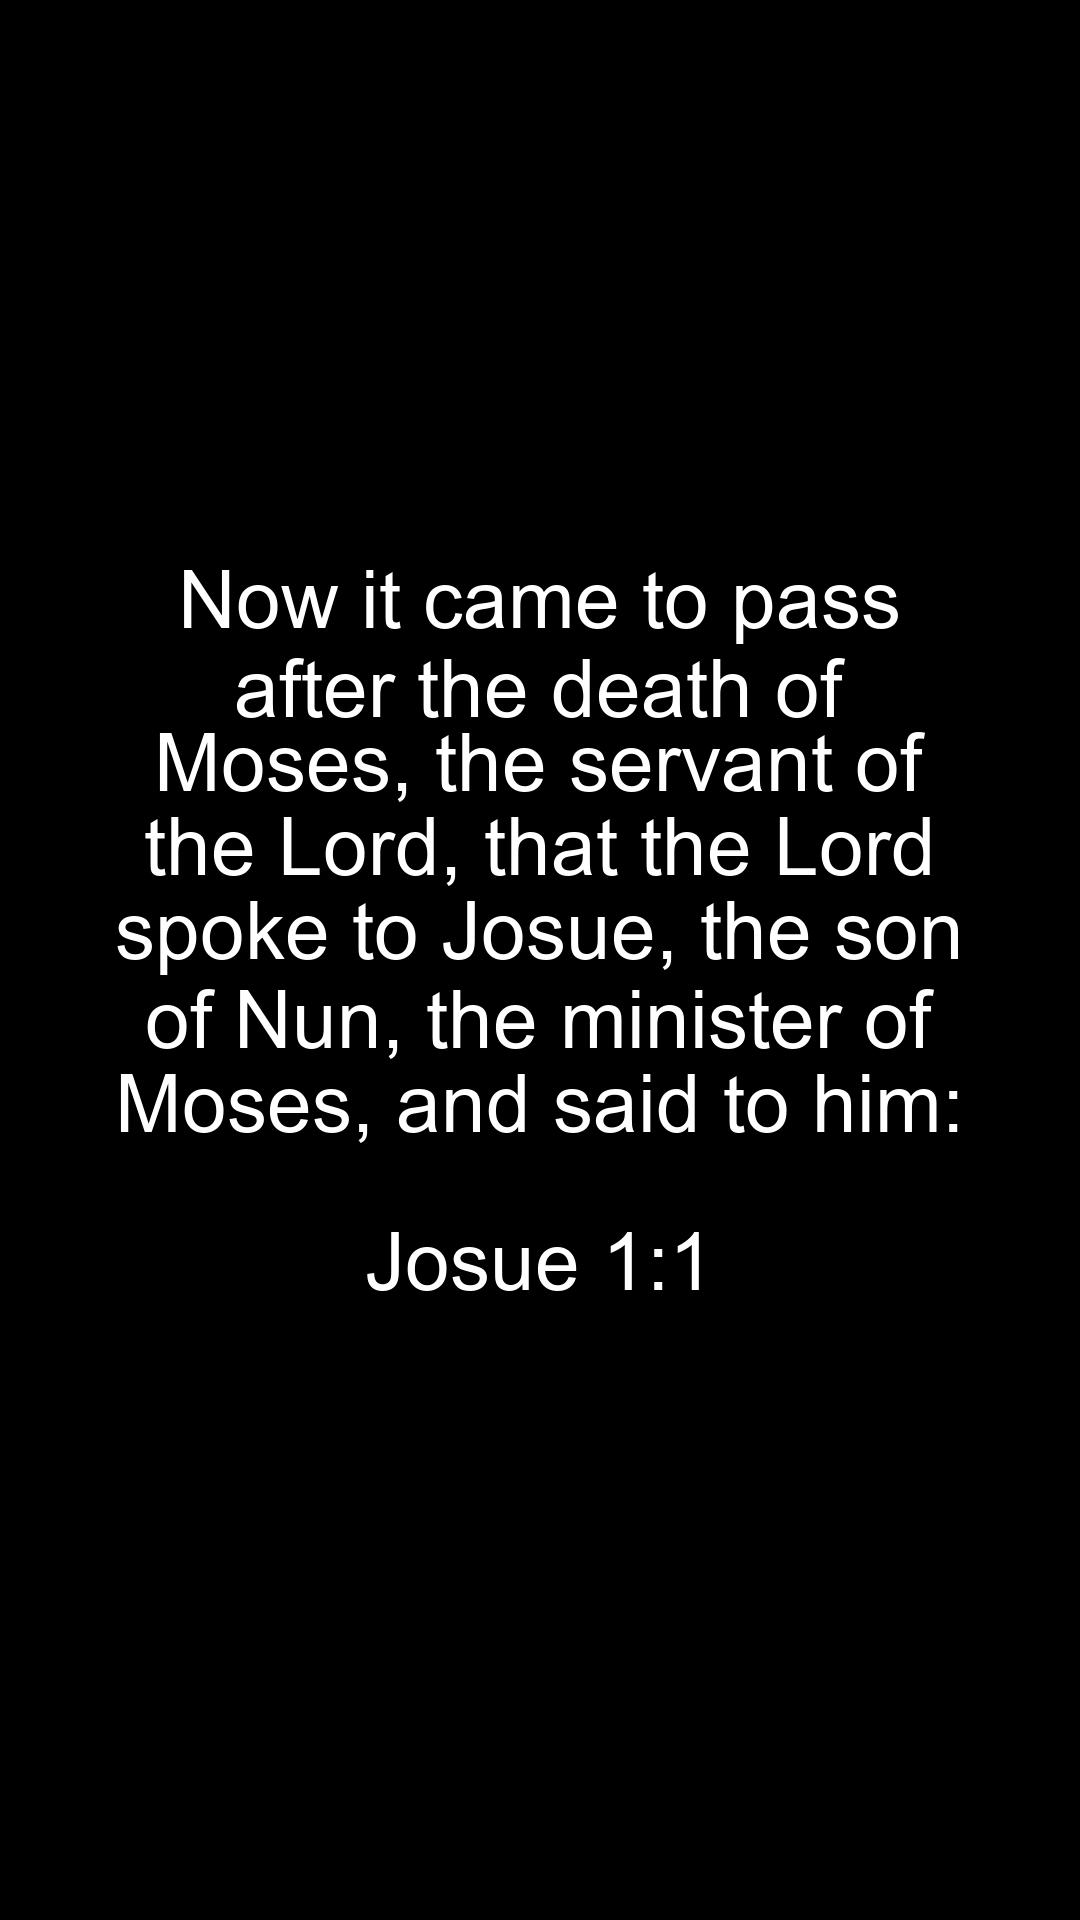 Now it came to pass
after the death of
Moses, the servant of
the Lord, that the Lord
spoke to Josue, the son
of Nun, the minister of
Moses, and said to him:
Josue 1:1